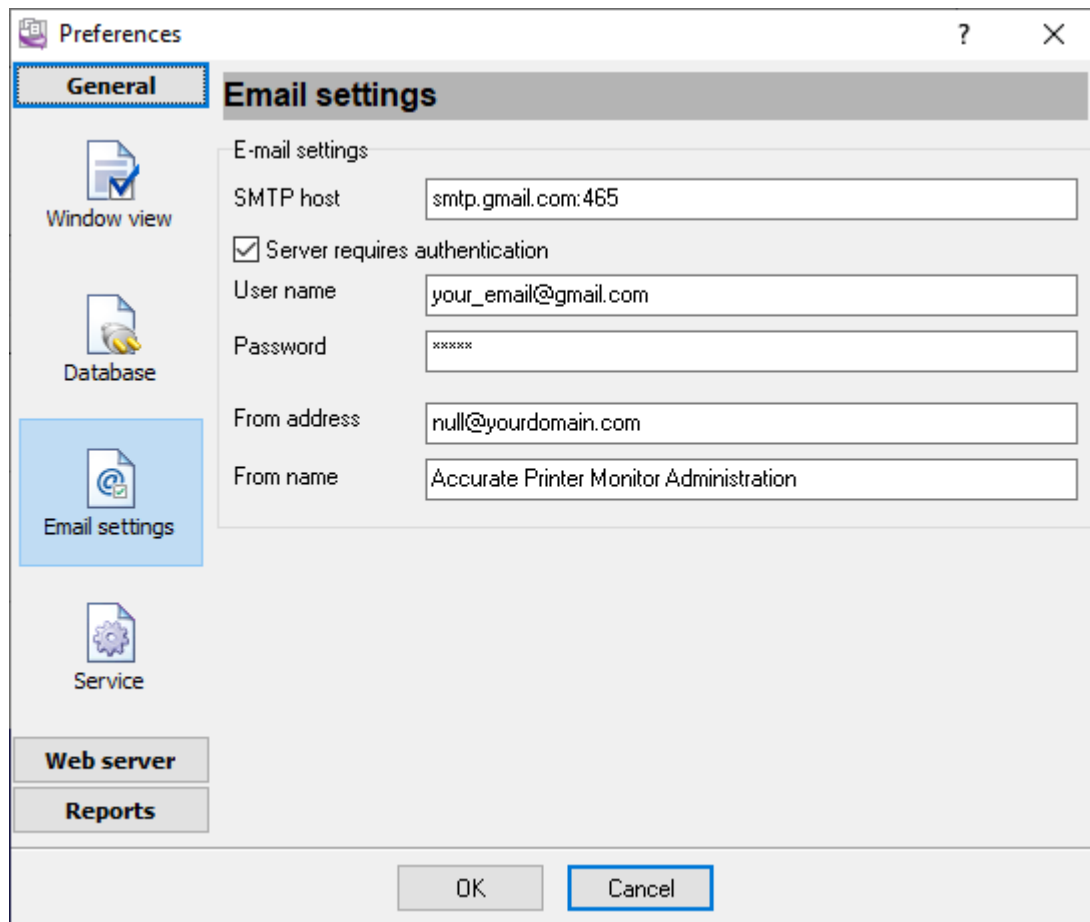 Preferences
?
General
Window view
Database
Email settings
Service
Web server
Reports
Email settings
E-mail settings
SMTP host
smtp.gmail.com:465
Server requires authentication
User name
your_email@gmail.com
Password
*****
From address
null@yourdomain.com
From name
Accurate Printer Monitor Administration
OK
Cancel